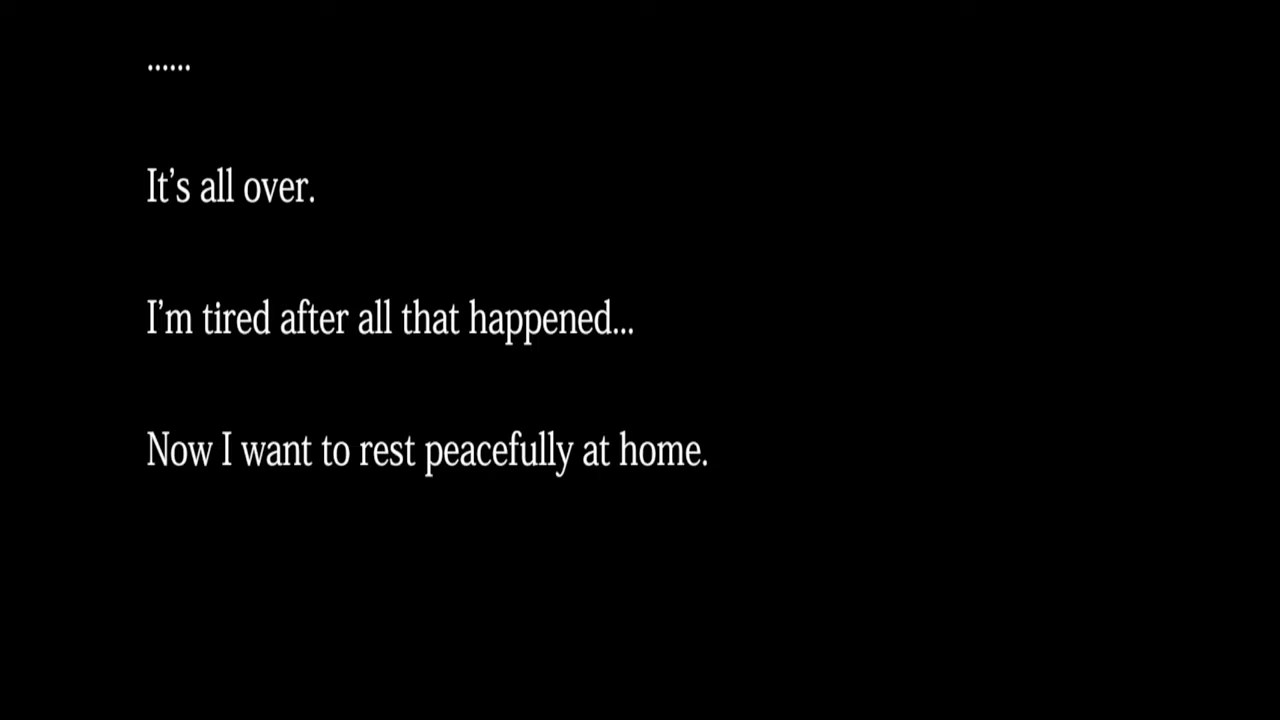 ......
It’s all over.
I’m tired after all that happened...
Now I want to rest peacefully at home.